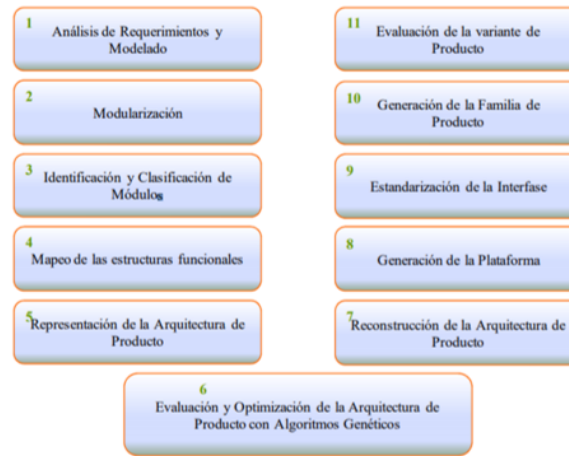 1
Análisis de Requerimientos y
Modelado
2
Modularización
3
Identificación y Clasificación de
Módulos
4
Mapeo de las estructuras funcionales
5
Representación de la Arquitectura de
Producto
6
Evaluación y Optimización de la Arquitectura de
Producto con Algoritmos Genéticos
7
Reconstrucción de la Arquitectura de
Producto
8
Generación de la Plataforma
9
Estandarización de la Interfase
10
Generación de la Familia de
Producto
11
Evaluación de la variante de
Producto